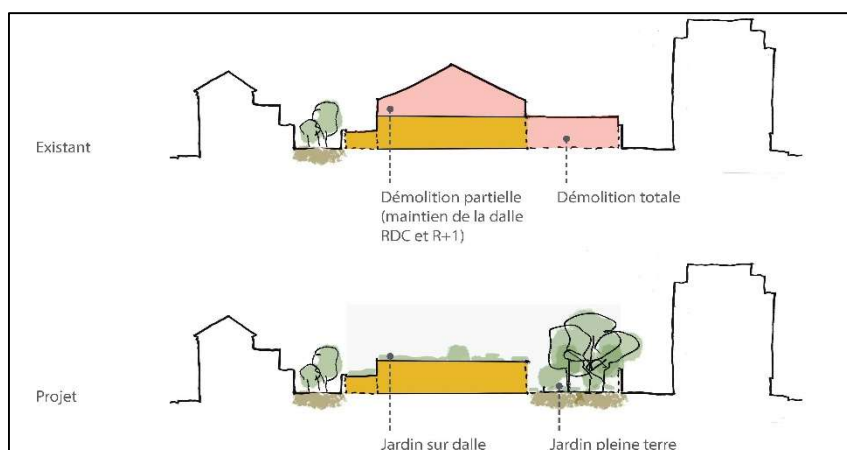 Existant
Démolition partielle
(maintien de la dalle
RDC et R+1)
Démolition totale
Projet
Jardin sur dalle
Jardin pleine terre